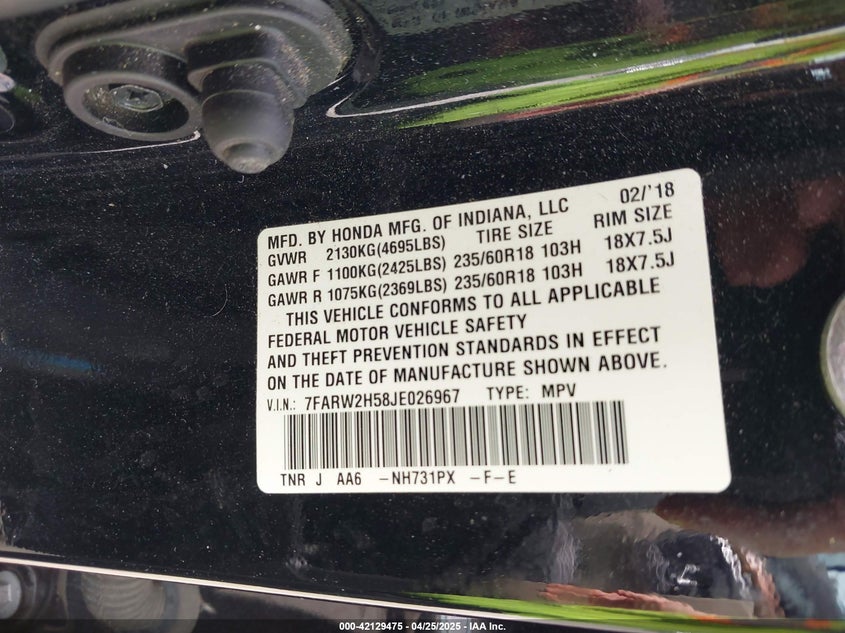 MFD. BY HONDA MFG. OF INDIANA, LLC 02/'18
GVWR 2130KG(4695LBS) TIRE SIZE RIM SIZE
GAWR F 1100KG(2425LBS) 235/60R18 103H 18X7.5J
GAWR R 1075KG(2369LBS) 235/60R18 103H 18X7.5J
THIS VEHICLE CONFORMS TO ALL APPLICABLE
FEDERAL MOTOR VEHICLE SAFETY
AND THEFT PREVENTION STANDARDS IN EFFECT
ON THE DATE OF MANUFACTURE SHOWN ABOVE.
V.I.N.: 7FARW2H58JE026967 TYPE: MPV
TNR J AA6 -NH731PX -F-E
000-42129475 - 04/25/2025 - IAA Inc.